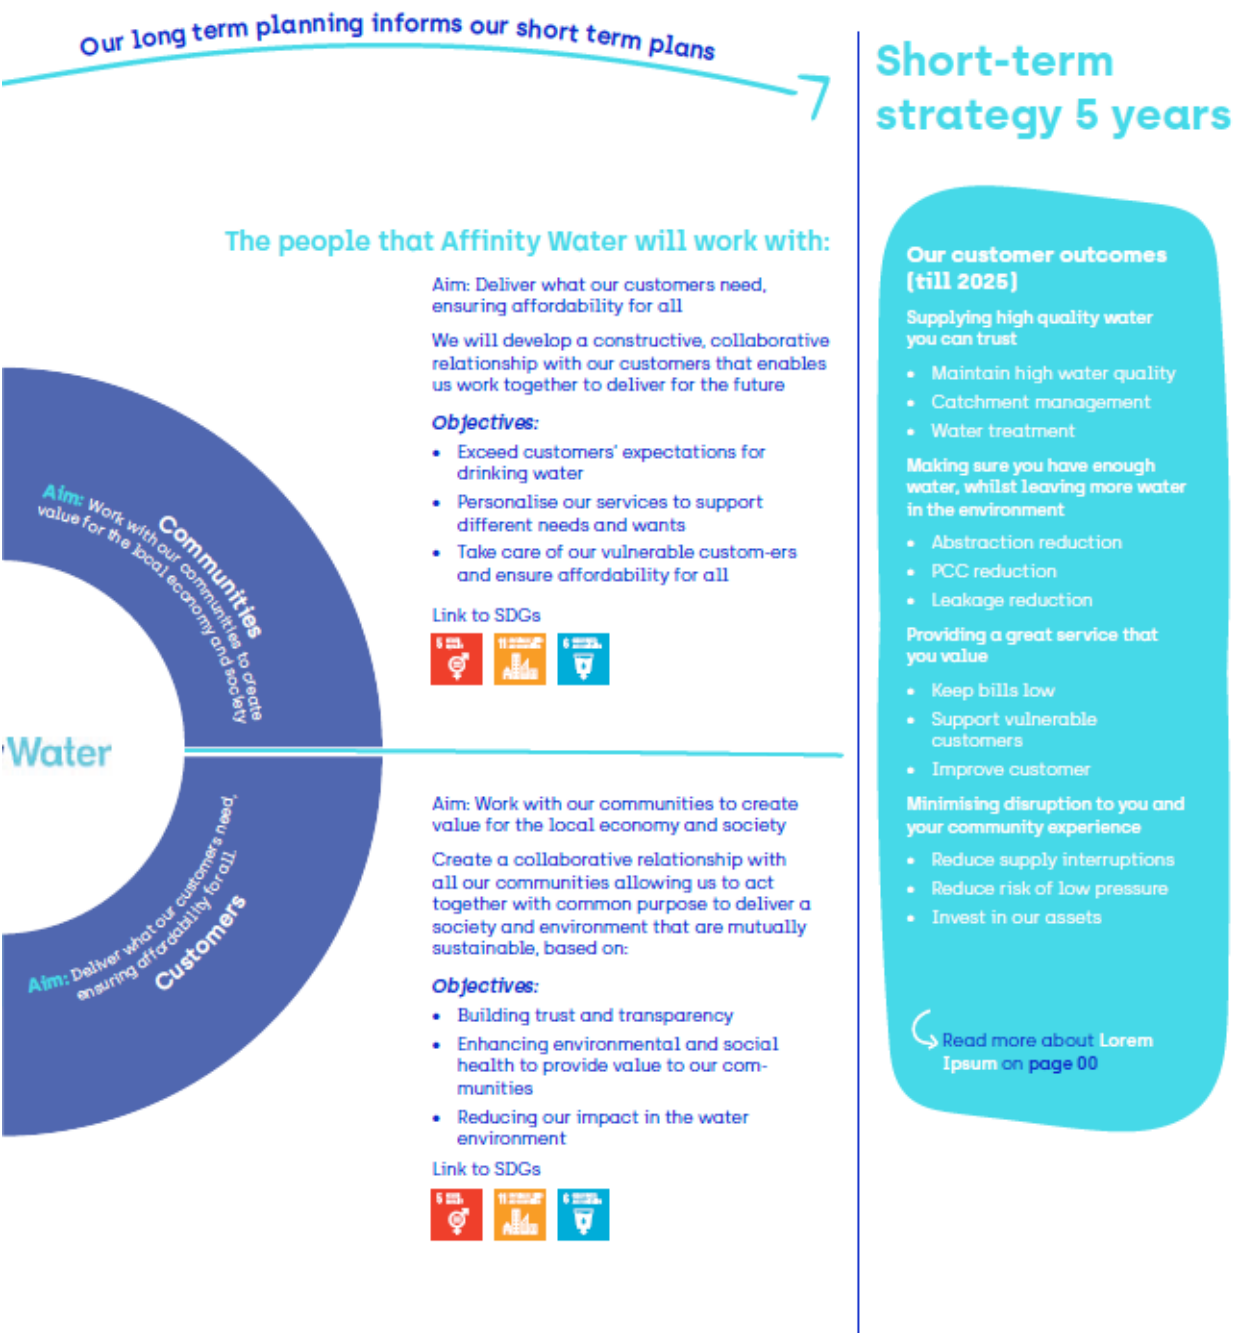 Our long term planning informs our short term plans
Short-term
strategy 5 years
The people that Affinity Water will work with:
Aim: Deliver what our customers need,
ensuring affordability for all
We will develop a constructive, collaborative
relationship with our customers that enables
us work together to deliver for the future
Objectives:
• Exceed customers' expectations for
drinking water
• Personalise our services to support
different needs and wants
• Take care of our vulnerable custom-ers
and ensure affordability for all
Link to SDGs
5
11
6
Communities
Aim: Work with our communities to create
value for the local economy and society
Water
Aim: Deliver what our customers need,
ensuring affordability for all.
Customers
Aim: Work with our communities to create
value for the local economy and society
Create a collaborative relationship with
all our communities allowing us to act
together with common purpose to deliver a
society and environment that are mutually
sustainable, based on:
Objectives:
• Building trust and transparency
• Enhancing environmental and social
health to provide value to our com-
munities
• Reducing our impact in the water
environment
Link to SDGs
5
11
6
Our customer outcomes
(till 2025)
Supplying high quality water
you can trust
• Maintain high water quality
• Catchment management
• Water treatment
Making sure you have enough
water, whilst leaving more water
in the environment
• Abstraction reduction
• PCC reduction
• Leakage reduction
Providing a great service that
you value
• Keep bills low
• Support vulnerable
customers
• Improve customer
Minimising disruption to you and
your community experience
• Reduce supply interruptions
• Reduce risk of low pressure
• Invest in our assets
Read more about Lorem
Ipsum on page 00